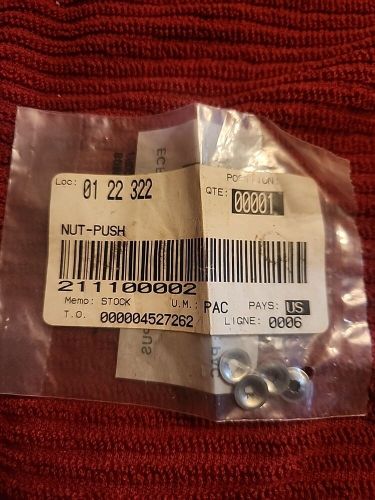 Loc: 01 22 322
POSITION:
QTE: 00001
NUT-PUSH
211100002
Memo: STOCK U.M.: PAC PAYS: US
T.O. 000004527262 LIGNE: 0006